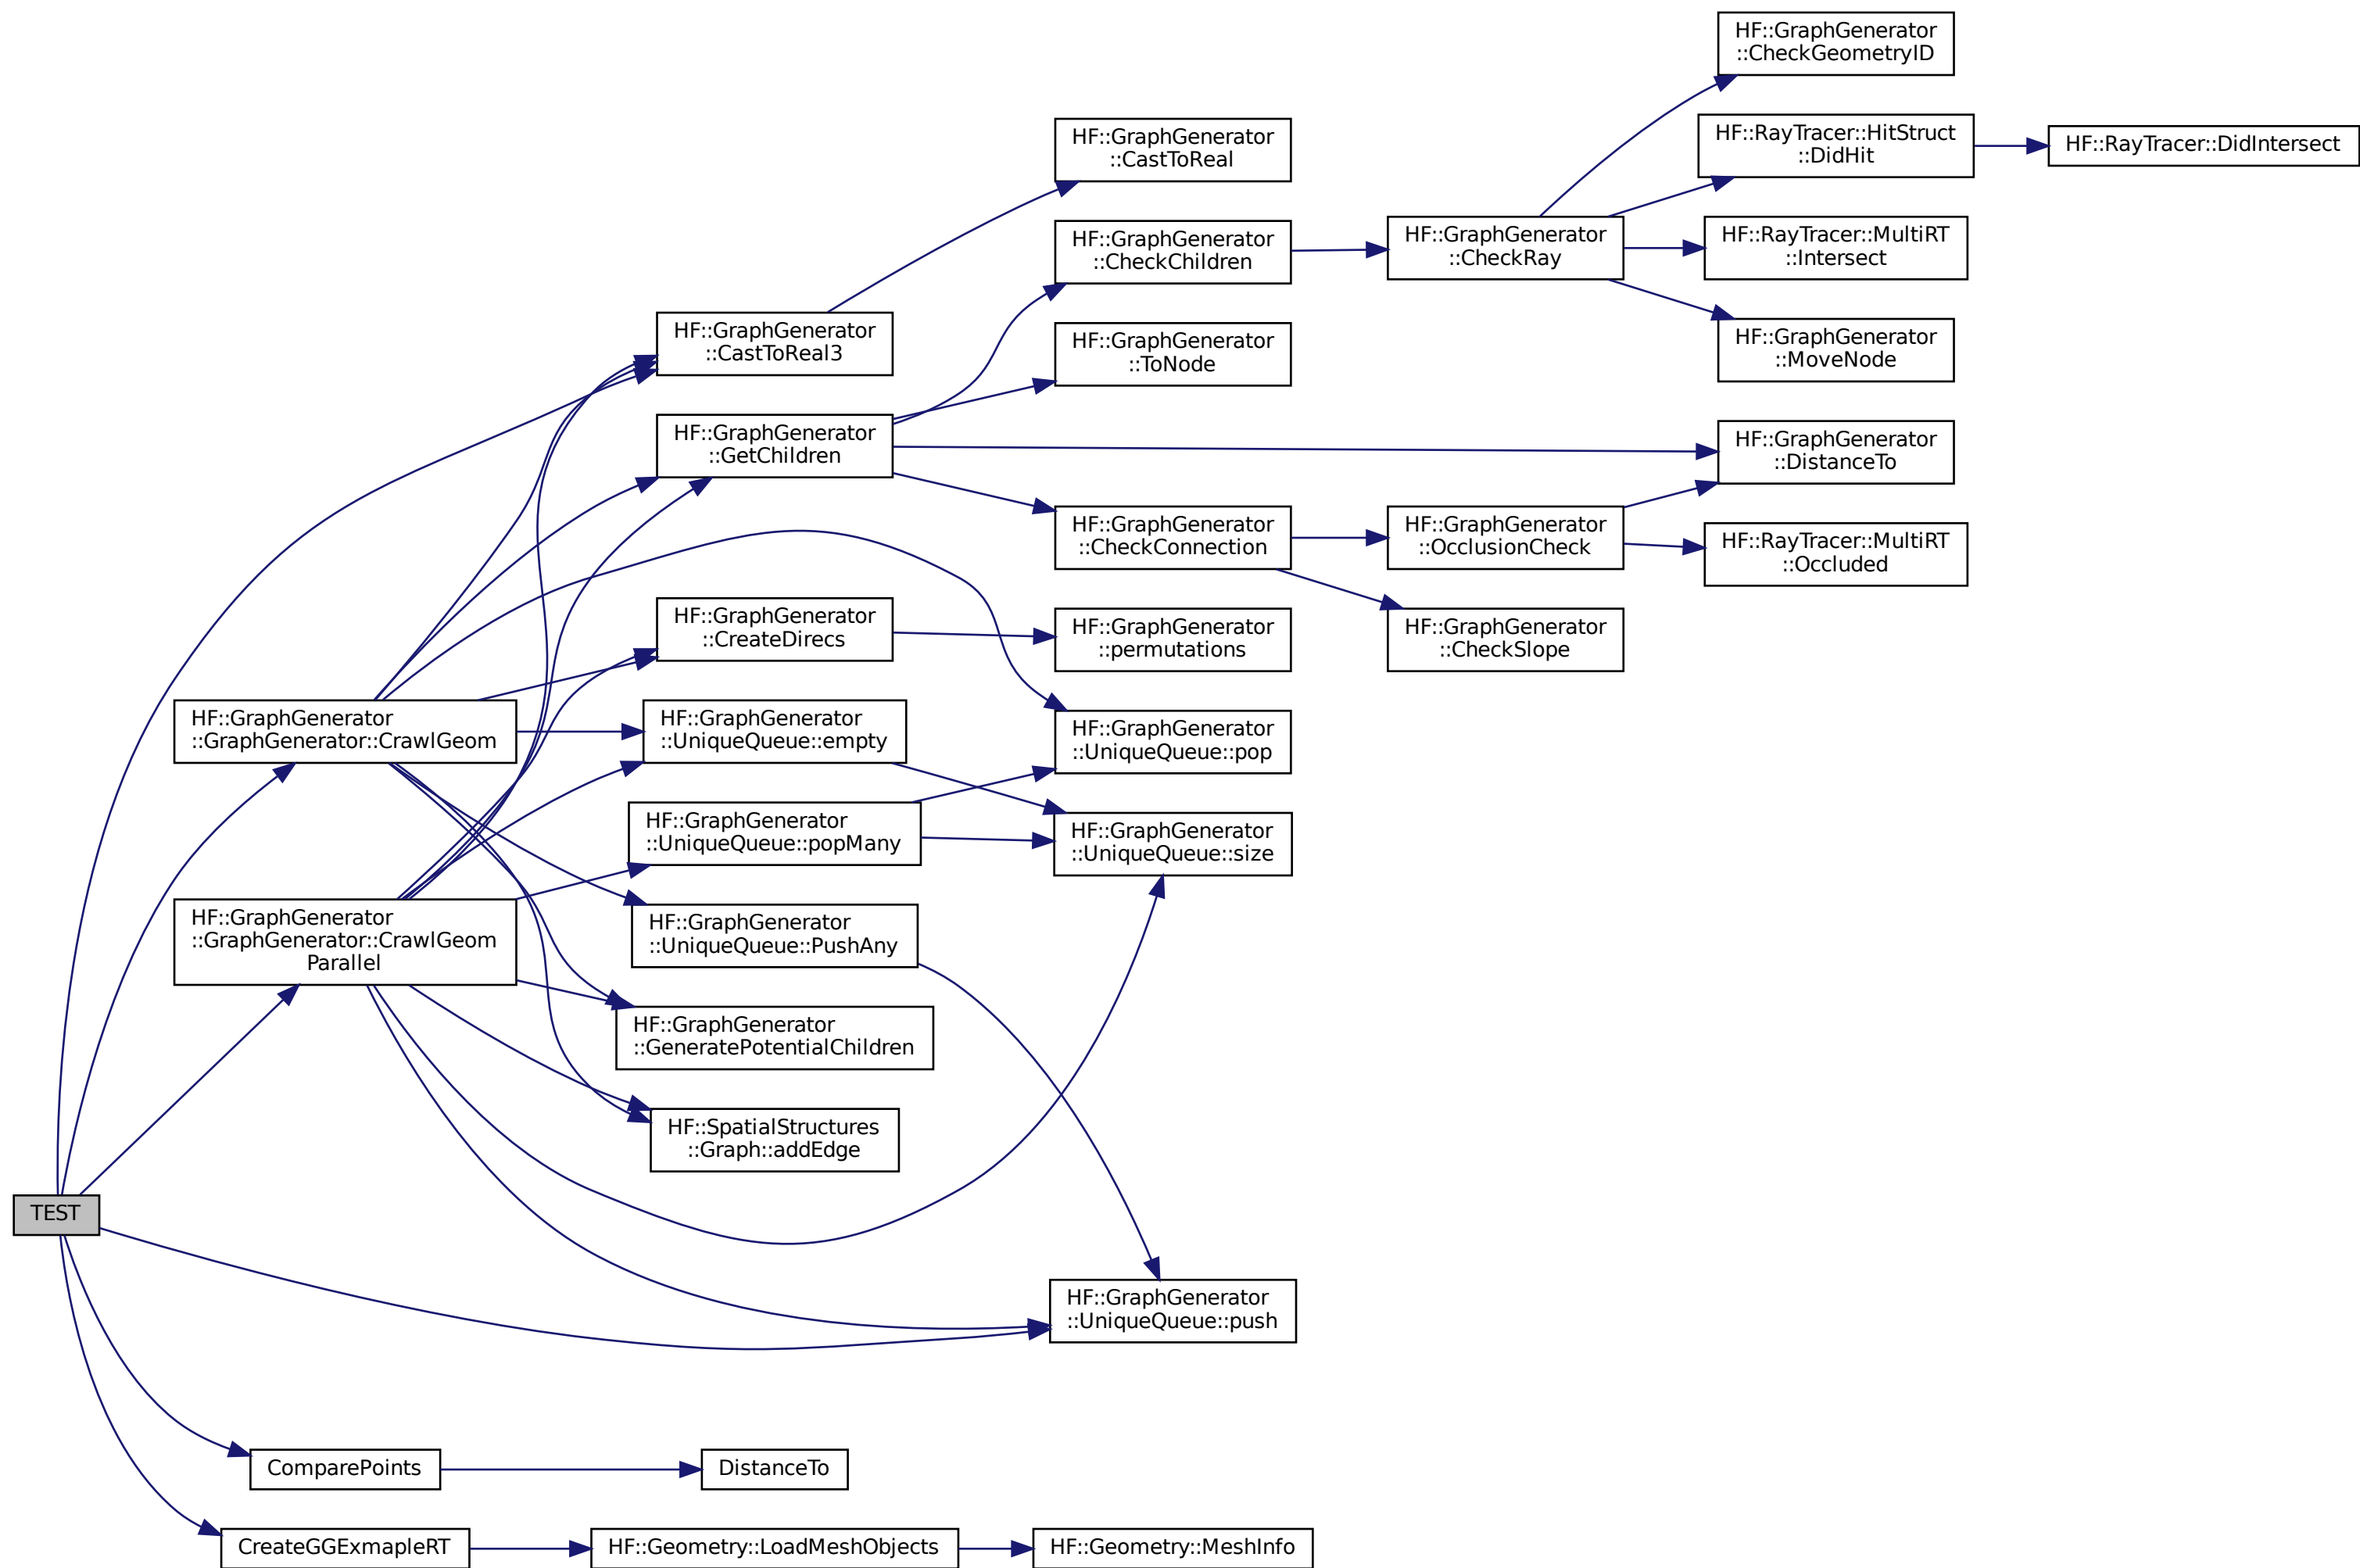 HF::GraphGenerator
::CheckGeometryID
HF::GraphGenerator
::CastToReal
HF::RayTracer::HitStruct
::DidHit
HF::RayTracer::DidIntersect
HF::GraphGenerator
::CheckChildren
HF::GraphGenerator
::CheckRay
HF::RayTracer::MultiRT
::Intersect
HF::GraphGenerator
::CastToReal3
HF::GraphGenerator
::ToNode
HF::GraphGenerator
::MoveNode
HF::GraphGenerator
::GetChildren
HF::GraphGenerator
::DistanceTo
HF::GraphGenerator
::CheckConnection
HF::GraphGenerator
::OcclusionCheck
HF::RayTracer::MultiRT
::Occluded
HF::GraphGenerator
::CreateDirecs
HF::GraphGenerator
::permutations
HF::GraphGenerator
::CheckSlope
HF::GraphGenerator
::GraphGenerator::CrawlGeom
HF::GraphGenerator
::UniqueQueue::empty
HF::GraphGenerator
::UniqueQueue::pop
HF::GraphGenerator
::UniqueQueue::popMany
HF::GraphGenerator
::UniqueQueue::size
HF::GraphGenerator
::GraphGenerator::CrawlGeom
Parallel
HF::GraphGenerator
::UniqueQueue::PushAny
HF::GraphGenerator
::GeneratePotentialChildren
HF::SpatialStructures
::Graph::addEdge
TEST
HF::GraphGenerator
::UniqueQueue::push
ComparePoints
DistanceTo
CreateGGExmapleRT
HF::Geometry::LoadMeshObjects
HF::Geometry::MeshInfo